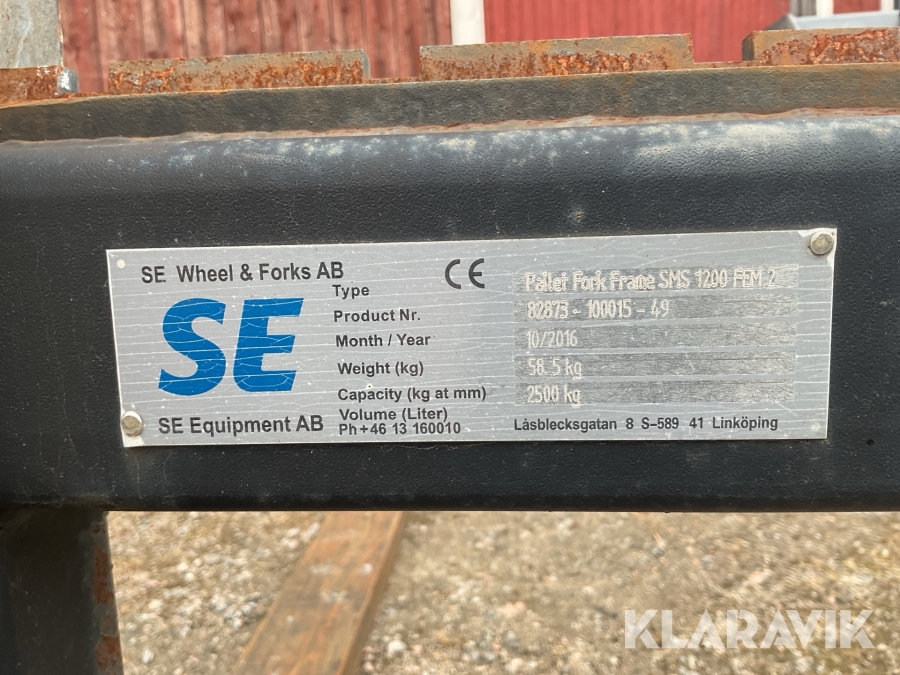 SE Wheel & Forks AB
CE
SE
SE Equipment AB
Type Pallet Fork Frame SMS 1200 FEM 2
Product Nr. 82873-100015-49
Month / Year 10/2016
Weight (kg) 58.5 kg
Capacity (kg at mm) 2500 kg
Volume (Liter)
Ph+46 13 160010 Låsblecksgatan 8 S-589 41 Linköping
KLARAVIK